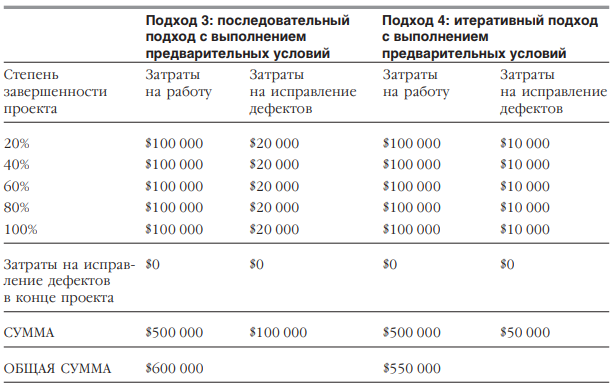 Подход 3: последовательный Подход 4: итеративный подход
подход с выполнением с выполнением
предварительных условий предварительных условий
Степень Затраты Затраты Затраты Затраты
завершенности на работу на исправление на работу на исправление
проекта дефектов дефектов
20% $100 000 $20 000 $100 000 $10 000
40% $100 000 $20 000 $100 000 $10 000
60% $100 000 $20 000 $100 000 $10 000
80% $100 000 $20 000 $100 000 $10 000
100% $100 000 $20 000 $100 000 $10 000
Затраты на исправ- $0 $0 $0 $0
ление дефектов
в конце проекта
СУММА $500 000 $100 000 $500 000 $50 000
ОБЩАЯ СУММА $600 000 $550 000